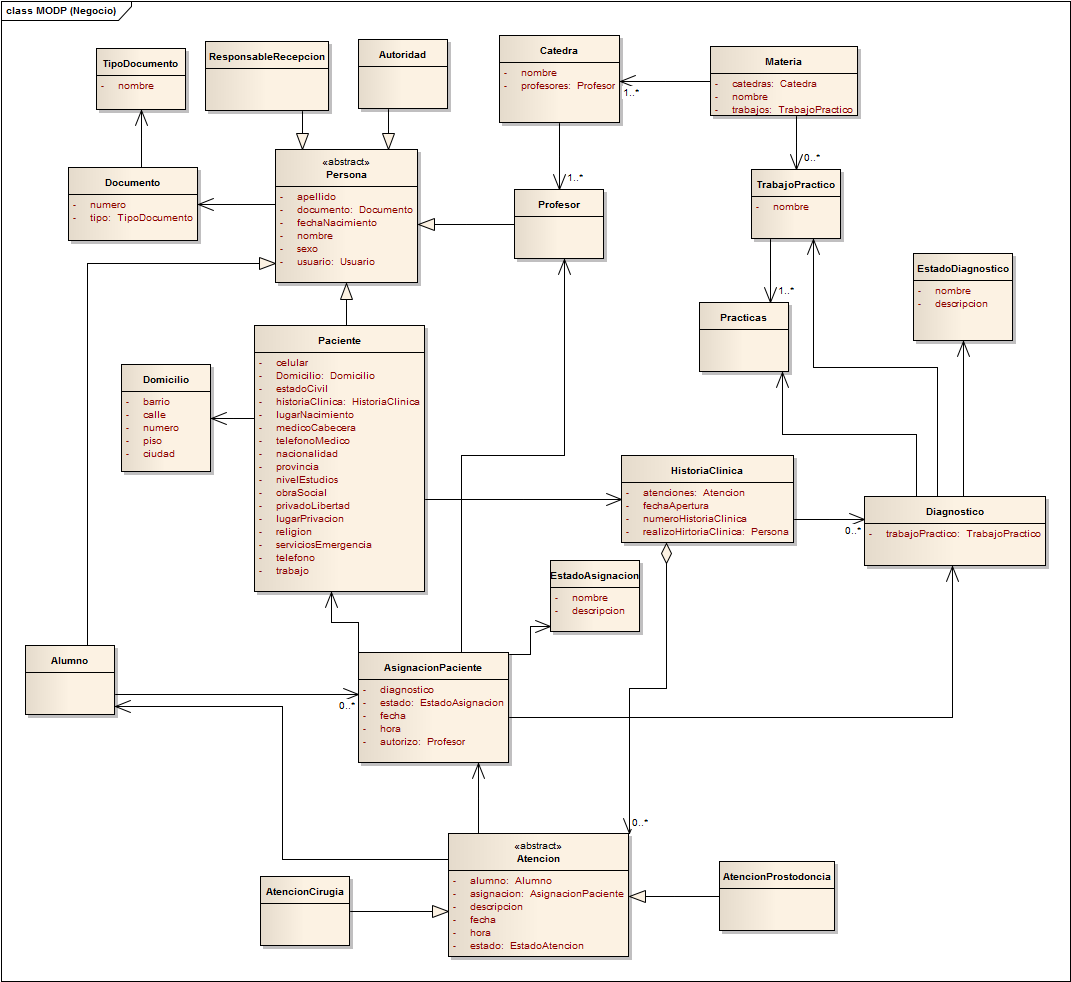 class MODP (Negocio)
TipoDocumento
- nombre
ResponsableRecepcion
Autoridad
Catedra
- nombre
- profesores: Profesor
1..*
Materia
- catedras: Catedra
- nombre
- trabajos: TrabajoPractico
0..*
Documento
- numero
- tipo: TipoDocumento
«abstract»
Persona
- apellido
- documento: Documento
- fechaNacimiento
- nombre
- sexo
- usuario: Usuario
1..*
Profesor
TrabajoPractico
- nombre
1..*
Practicas
EstadoDiagnostico
- nombre
- descripcion
Paciente
- celular
- Domicilio: Domicilio
- estadoCivil
- historiaClinica: HistoriaClinica
- lugarNacimiento
- medicoCabecera
- telefonoMedico
- nacionalidad
- provincia
- nivelEstudios
- obraSocial
- privadoLibertad
- lugarPrivacion
- religion
- serviciosEmergencia
- telefono
- trabajo
Domicilio
- barrio
- calle
- numero
- piso
- ciudad
HistoriaClinica
- atenciones: Atencion
- fechaApertura
- numeroHistoriaClinica
- realizoHirtoriaClinica: Persona
0..*
Diagnostico
- trabajoPractico: TrabajoPractico
EstadoAsignacion
- nombre
- descripcion
Alumno
0..*
AsignacionPaciente
- diagnostico
- estado: EstadoAsignacion
- fecha
- hora
- autorizo: Profesor
0..*
«abstract»
Atencion
- alumno: Alumno
- asignacion: AsignacionPaciente
- descripcion
- fecha
- hora
- estado: EstadoAtencion
AtencionCirugia
AtencionProstodoncia